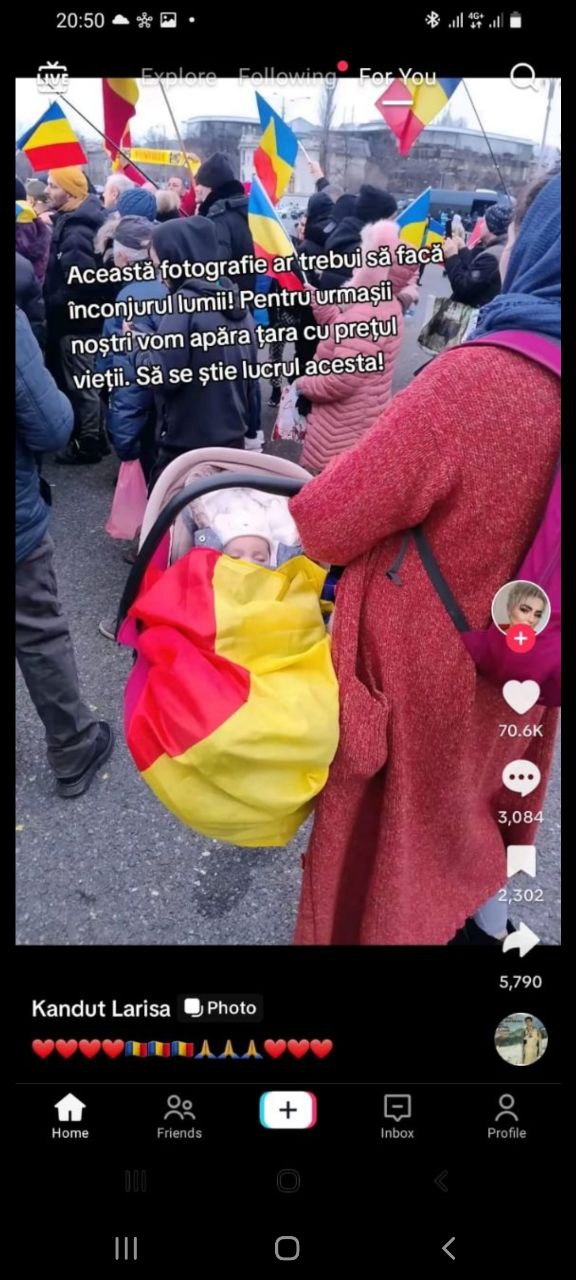 20:50
4G+
LIVE
Explore Following For You
Această fotografie ar trebui să facă
înconjurul lumii! Pentru urmașii
noștri vom apăra țara cu prețul
vieții. Să se știe lucrul acesta!
70.6K
3,084
2,302
5,790
Kandut Larisa Photo
Home Friends Inbox Profile